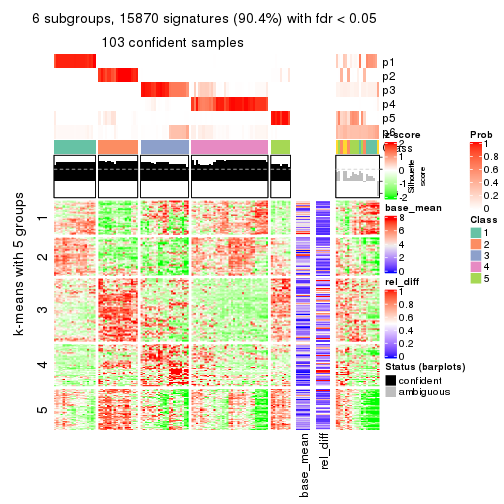 6 subgroups, 15870 signatures (90.4%) with fdr < 0.05
103 confident samples
p1
p2
p3
p4
p5
p6
Class
Silhouette
score
k-means with 5 groups
1
2
3
4
5
base_mean
rel_diff
z-score
2
1
0
-1
-2
base_mean
8
6
4
2
0
rel_diff
1
0.8
0.6
0.4
0.2
0
Status (barplots)
confident
ambiguous
Prob
1
0.8
0.6
0.4
0.2
0
Class
1
2
3
4
5